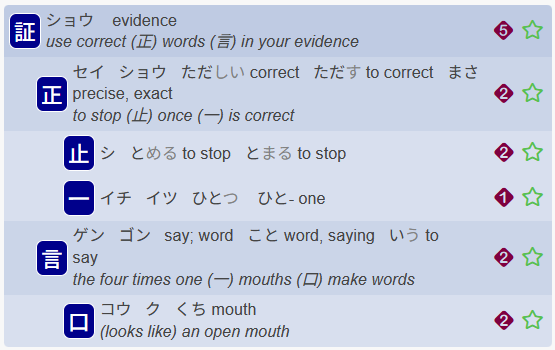 証 ショウ evidence 5
use correct (正) words (言) in your evidence
正 セイ ショウ ただしい correct ただす to correct まさ 2
precise, exact
to stop (止) once (一) is correct
止 シ とめる to stop とまる to stop 2
一 イチ イツ ひとつ ひと- one 1
言 ゲン ゴン say; word こと word, saying いう to 2
say
the four times one (一) mouths (口) make words
口 コウ ク くち mouth 2
(looks like) an open mouth